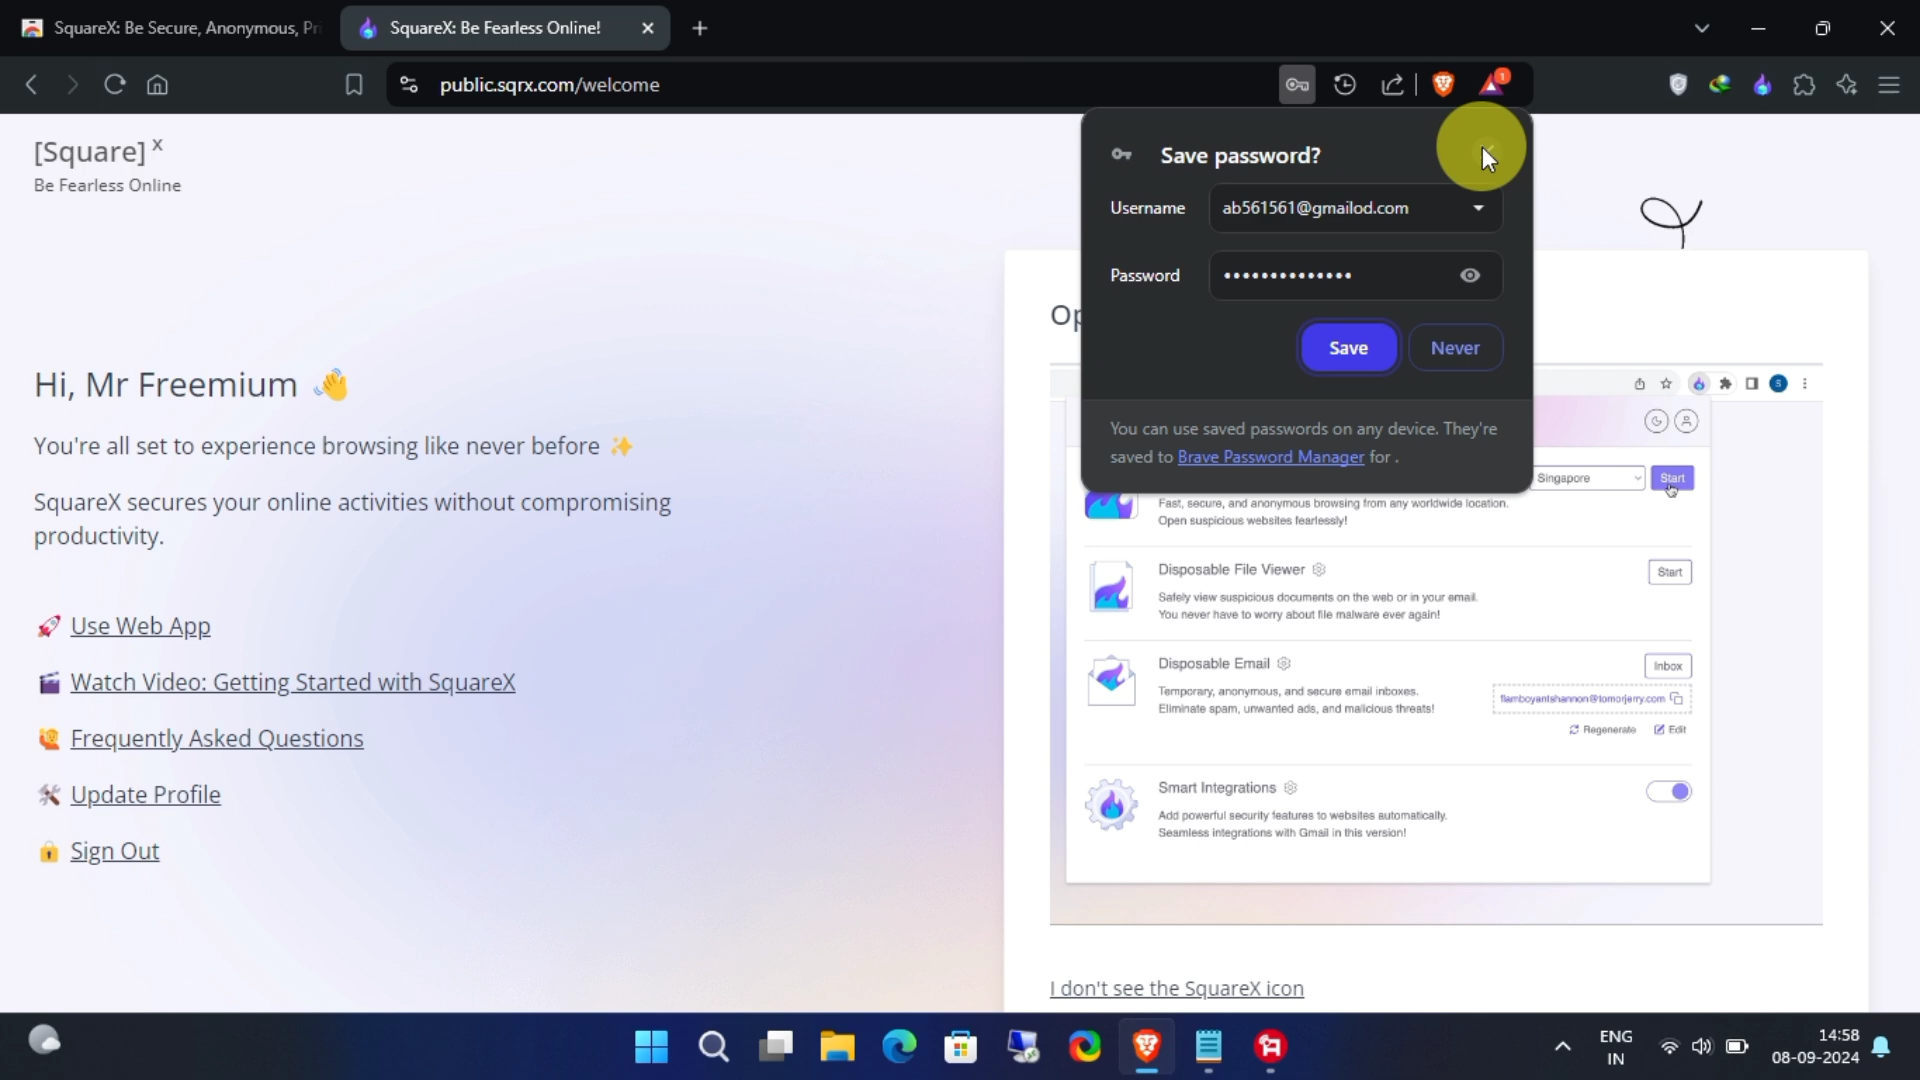 SquareX: Be Secure, Anonymous, Pri
SquareX: Be Fearless Online!
public.sqrx.com/welcome
1
[Square] x
Be Fearless Online
Save password?
Username
ab561561@gmailod.com
Password
••••••••••••••
Save
Never
You can use saved passwords on any device. They're
saved to Brave Password Manager for .
Hi, Mr Freemium 👋
You're all set to experience browsing like never before ✨
SquareX secures your online activities without compromising
productivity.
Use Web App
Watch Video: Getting Started with SquareX
Frequently Asked Questions
Update Profile
Sign Out
S
Singapore
Start
Fast, secure, and anonymous browsing from any worldwide location.
Open suspicious websites fearlessly!
Disposable File Viewer
Start
Safely view suspicious documents on the web or in your email.
You never have to worry about file malware ever again!
Disposable Email
Inbox
Temporary, anonymous, and secure email inboxes.
Eliminate spam, unwanted ads, and malicious threats!
flamboyantshannon@tomorjerry.com
Regenerate
Edit
Smart Integrations
Add powerful security features to websites automatically.
Seamless integrations with Gmail in this version!
I don't see the SquareX icon
ENG
IN
14:58
08-09-2024